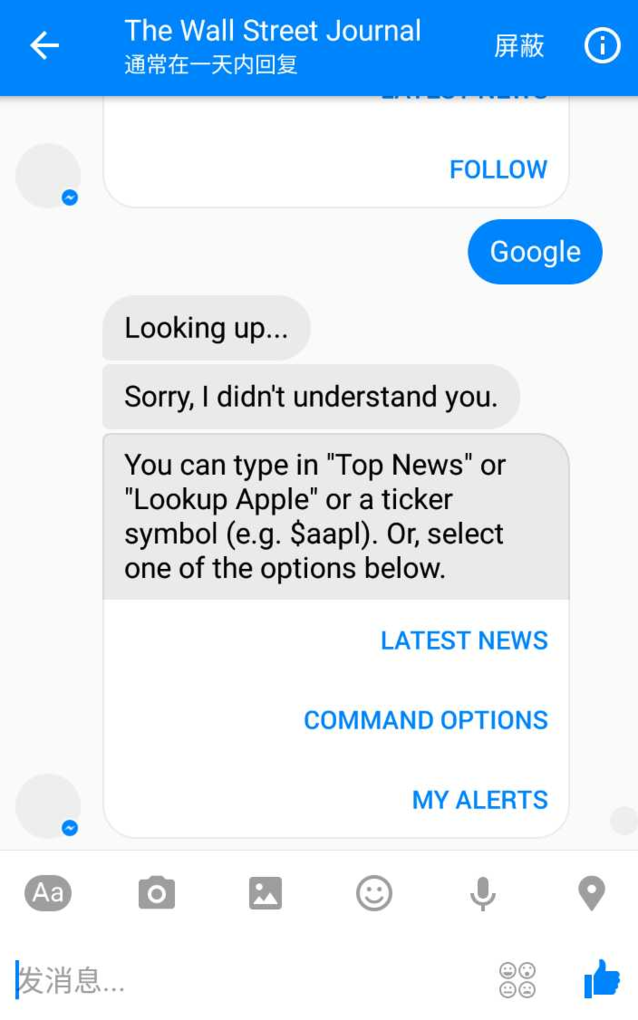 The Wall Street Journal
通常在一天内回复
屏蔽
LATEST NEWS
FOLLOW
Google
Looking up...
Sorry, I didn't understand you.
You can type in "Top News" or
"Lookup Apple" or a ticker
symbol (e.g. $aapl). Or, select
one of the options below.
LATEST NEWS
COMMAND OPTIONS
MY ALERTS
Aa
发消息...